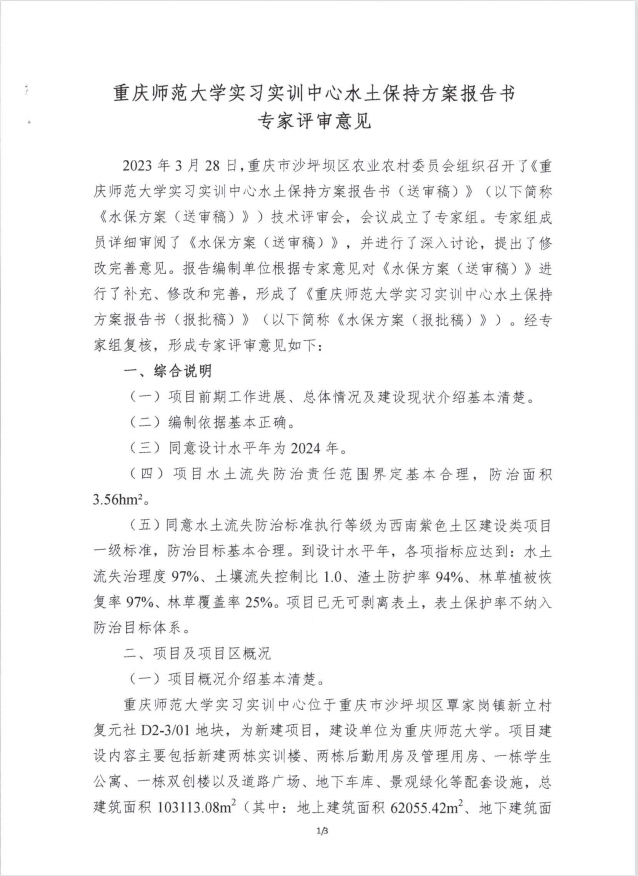 重庆师范大学实习实训中心水土保持方案报告书
专家评审意见
2023 年 3 月 28 日，重庆市沙坪坝区农业农村委员会组织召开了《重
庆师范大学实习实训中心水土保持方案报告书（送审稿）》（以下简称
《水保方案（送审稿）》）技术评审会，会议成立了专家组。专家组成
员详细审阅了《水保方案（送审稿）》，并进行了深入讨论，提出了修
改完善意见。报告编制单位根据专家意见对《水保方案（送审稿）》进
行了补充、修改和完善，形成了《重庆师范大学实习实训中心水土保持
方案报告书（报批稿）》（以下简称《水保方案（报批稿）》）。经专
家组复核，形成专家评审意见如下：
一、综合说明
（一）项目前期工作进展、总体情况及建设现状介绍基本清楚。
（二）编制依据基本正确。
（三）同意设计水平年为 2024 年。
（四）项目水土流失防治责任范围界定基本合理，防治面积
3.56hm²。
（五）同意水土流失防治标准执行等级为西南紫色土区建设类项目
一级标准，防治目标基本合理。到设计水平年，各项指标应达到：水土
流失治理度 97%、土壤流失控制比 1.0、渣土防护率 94%、林草植被恢
复率 97%、林草覆盖率 25%。项目已无可剥离表土，表土保护率不纳入
防治目标体系。
二、项目及项目区概况
（一）项目概况介绍基本清楚。
重庆师范大学实习实训中心位于重庆市沙坪坝区覃家岗镇新立村
复元社 D2-3/01 地块，为新建项目，建设单位为重庆师范大学。项目建
设内容主要包括新建两栋实训楼、两栋后勤用房及管理用房、一栋学生
公寓、一栋双创楼以及道路广场、地下车库、景观绿化等配套设施，总
建筑面积 103113.08m²（其中：地上建筑面积 62055.42m²、地下建筑面
1/3